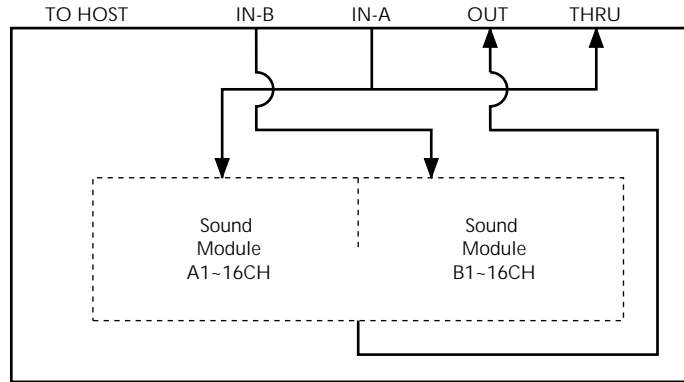 TO HOST IN-B IN-A OUT THRU
Sound
Module
A1~16CH
Sound
Module
B1~16CH